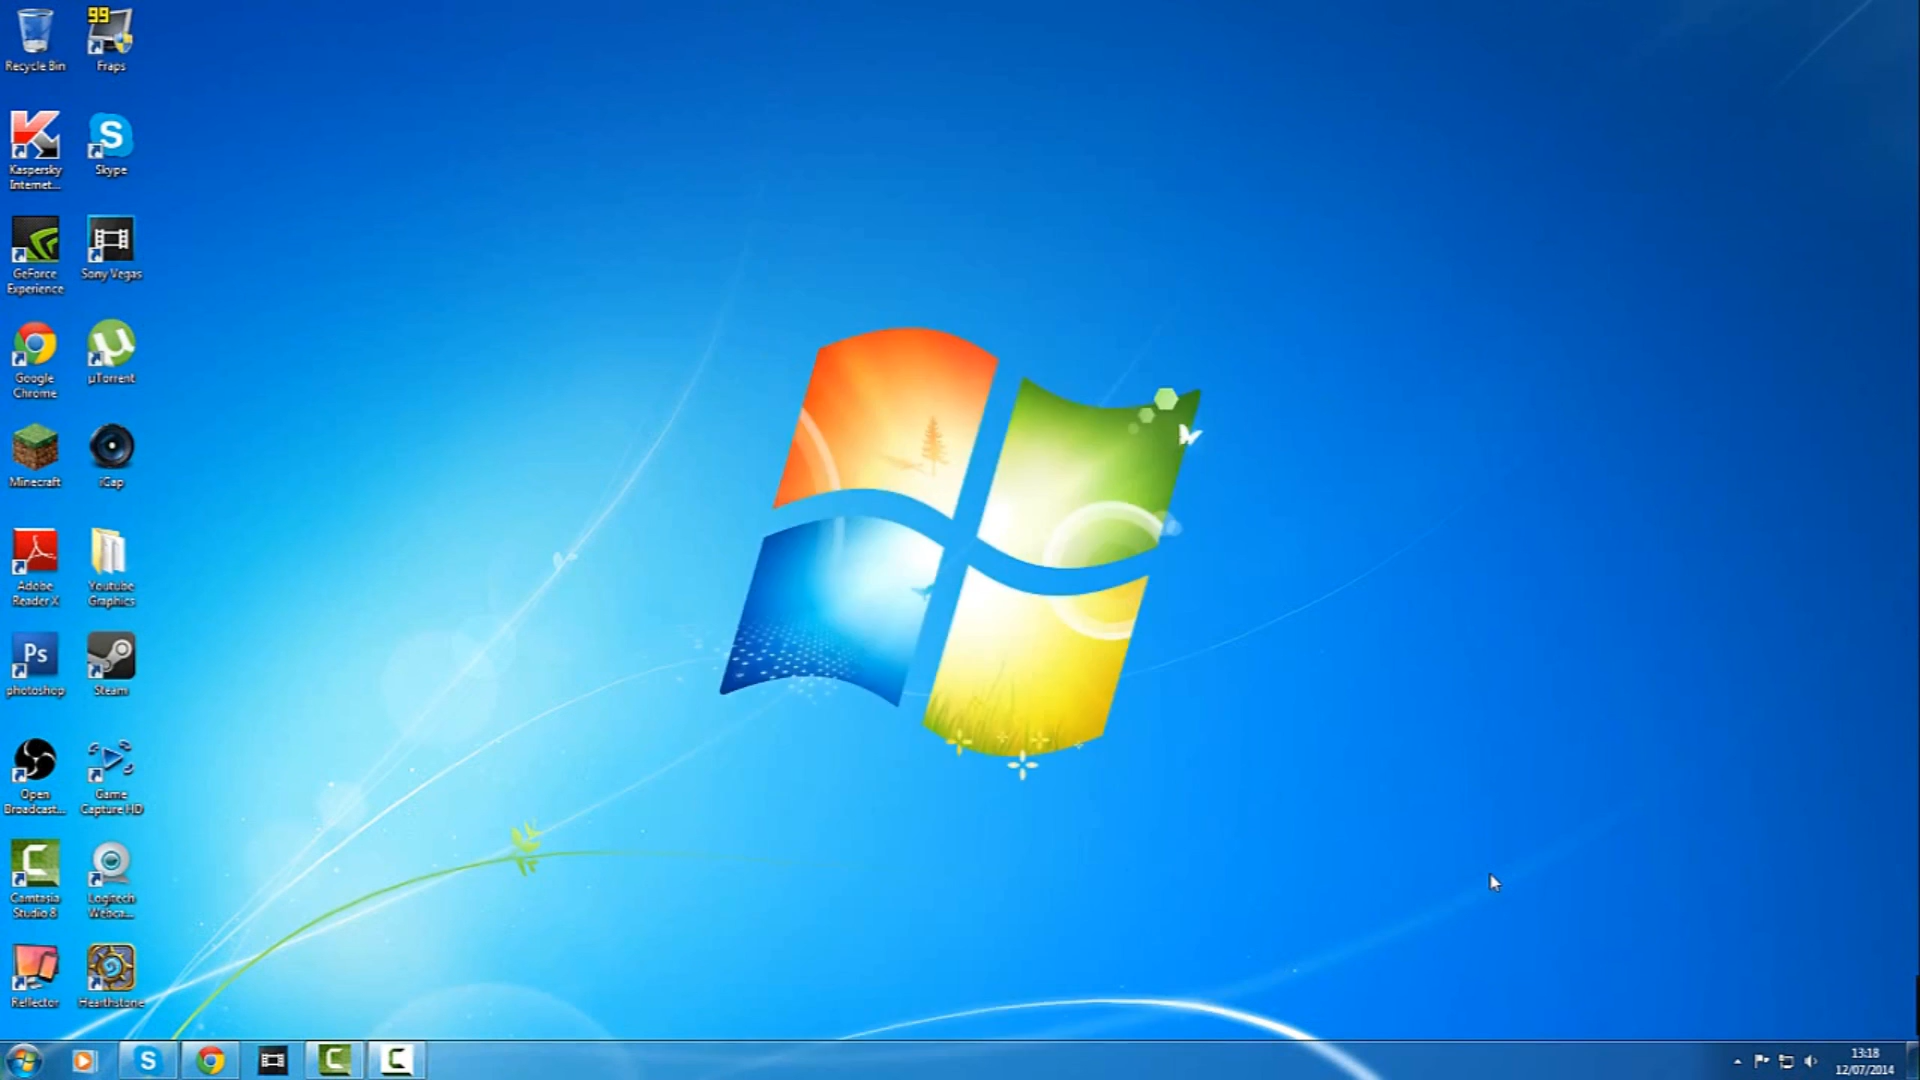 Recycle Bin
99
Fraps
Kaspersky
Internet...
S
Skype
GeForce
Experience
Sony Vegas
Google
Chrome
µ
µTorrent
Minecraft
iCap
Adobe
Reader X
Youtube
Graphics
Ps
photoshop
Steam
Open
Broadcast...
Game
Capture HD
Camtasia
Studio 8
Logitech
Webca...
Reflector
Hearthstone
S
13:18
12/07/2014